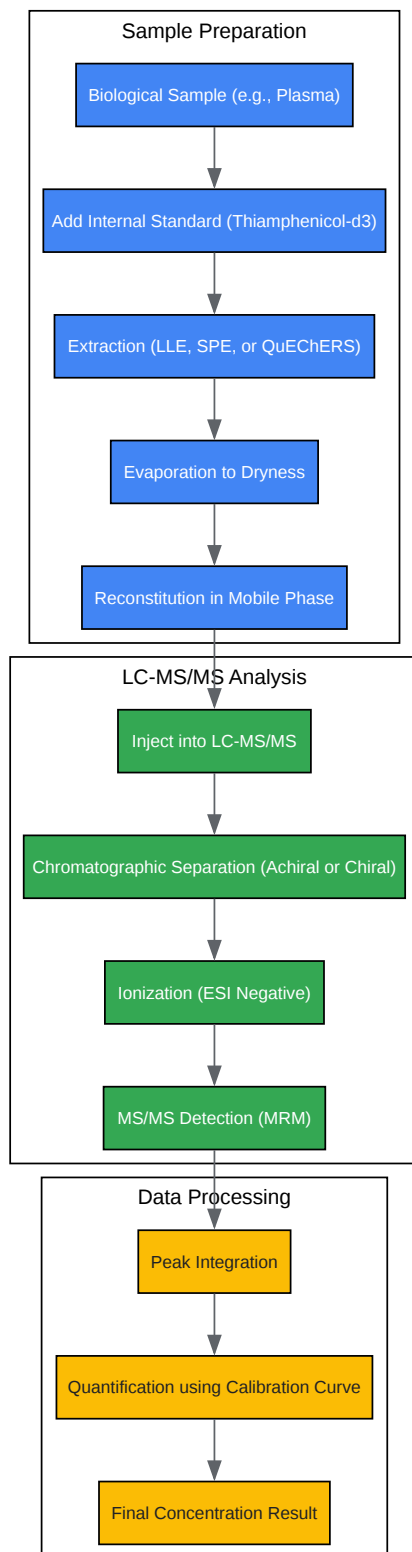 Sample Preparation
Biological Sample (e.g., Plasma)
Add Internal Standard (Thiamphenicol-d3)
Extraction (LLE, SPE, or QuEChERS)
Evaporation to Dryness
Reconstitution in Mobile Phase
LC-MS/MS Analysis
Inject into LC-MS/MS
Chromatographic Separation (Achiral or Chiral)
Ionization (ESI Negative)
MS/MS Detection (MRM)
Data Processing
Peak Integration
Quantification using Calibration Curve
Final Concentration Result